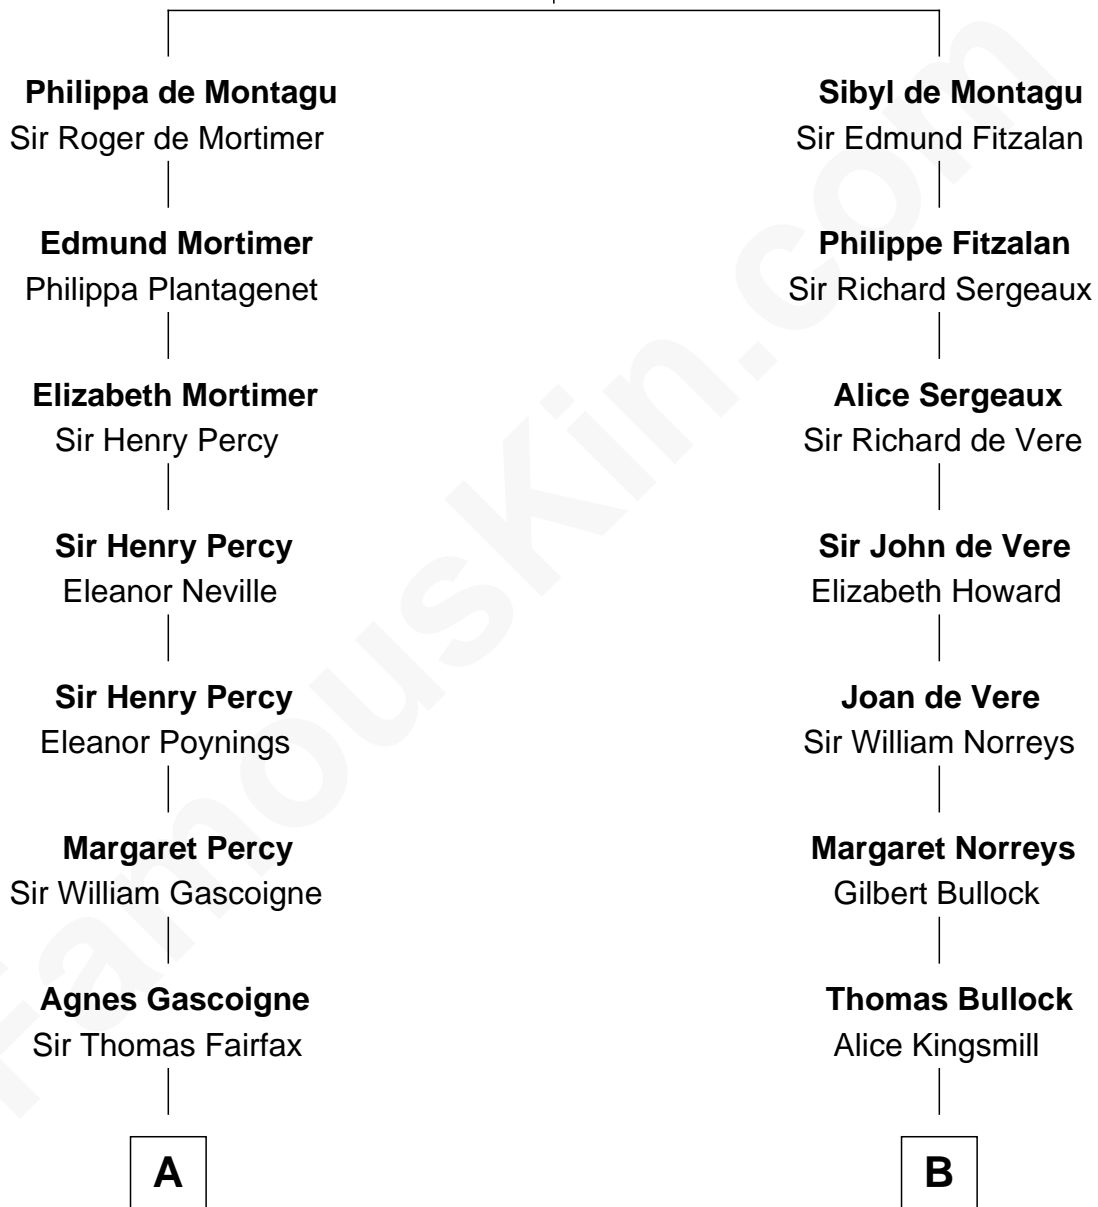 Philippa de Montagu
Sir Roger de Mortimer
Edmund Mortimer
Philippa Plantagenet
Elizabeth Mortimer
Sir Henry Percy
Sir Henry Percy
Eleanor Neville
Sir Henry Percy
Eleanor Poynings
Margaret Percy
Sir William Gascoigne
Agnes Gascoigne
Sir Thomas Fairfax
A
Sibyl de Montagu
Sir Edmund Fitzalan
Philippe Fitzalan
Sir Richard Sergeaux
Alice Sergeaux
Sir Richard de Vere
Sir John de Vere
Elizabeth Howard
Joan de Vere
Sir William Norreys
Margaret Norreys
Gilbert Bullock
Thomas Bullock
Alice Kingsmill
B
FamousKin.com